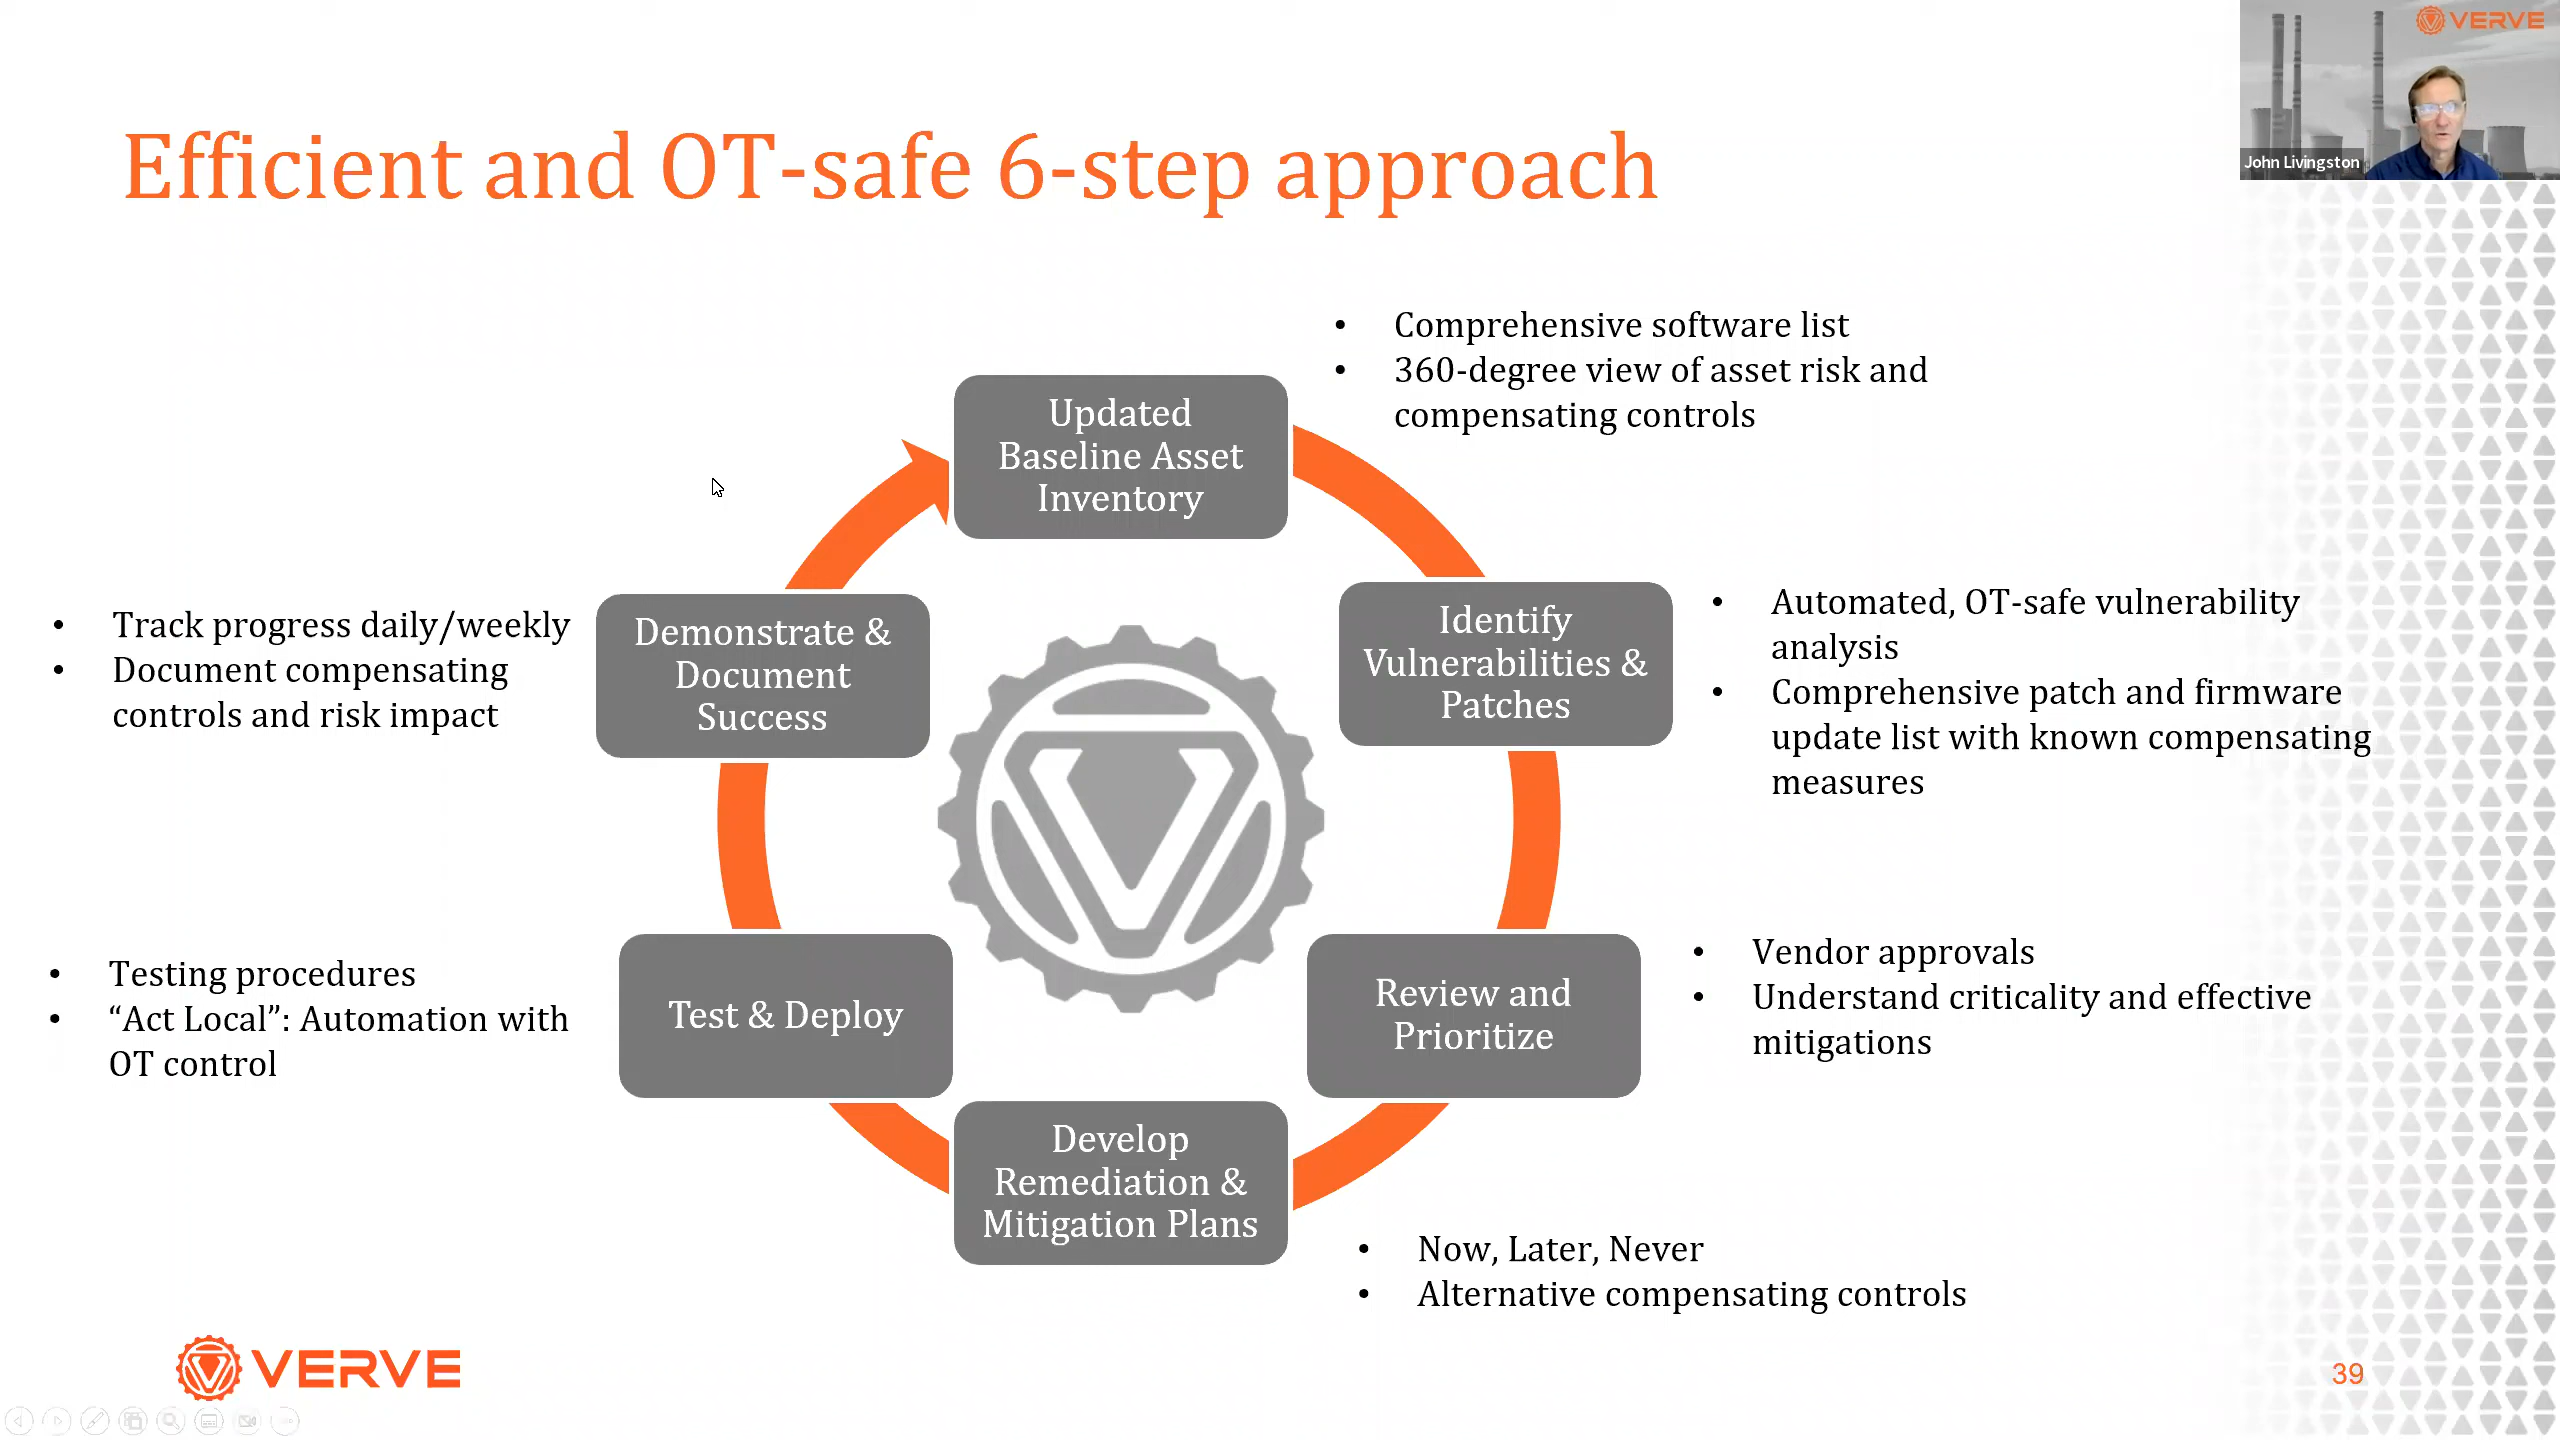 VERVE
John Livingston
Efficient and OT-safe 6-step approach
Updated
Baseline Asset
Inventory
• Comprehensive software list
• 360-degree view of asset risk and
compensating controls
Identify
Vulnerabilities &
Patches
• Automated, OT-safe vulnerability
analysis
• Comprehensive patch and firmware
update list with known compensating
measures
Review and
Prioritize
• Vendor approvals
• Understand criticality and effective
mitigations
Develop
Remediation &
Mitigation Plans
• Now, Later, Never
• Alternative compensating controls
Test & Deploy
• Testing procedures
• “Act Local”: Automation with
OT control
Demonstrate &
Document
Success
• Track progress daily/weekly
• Document compensating
controls and risk impact
VERVE
39